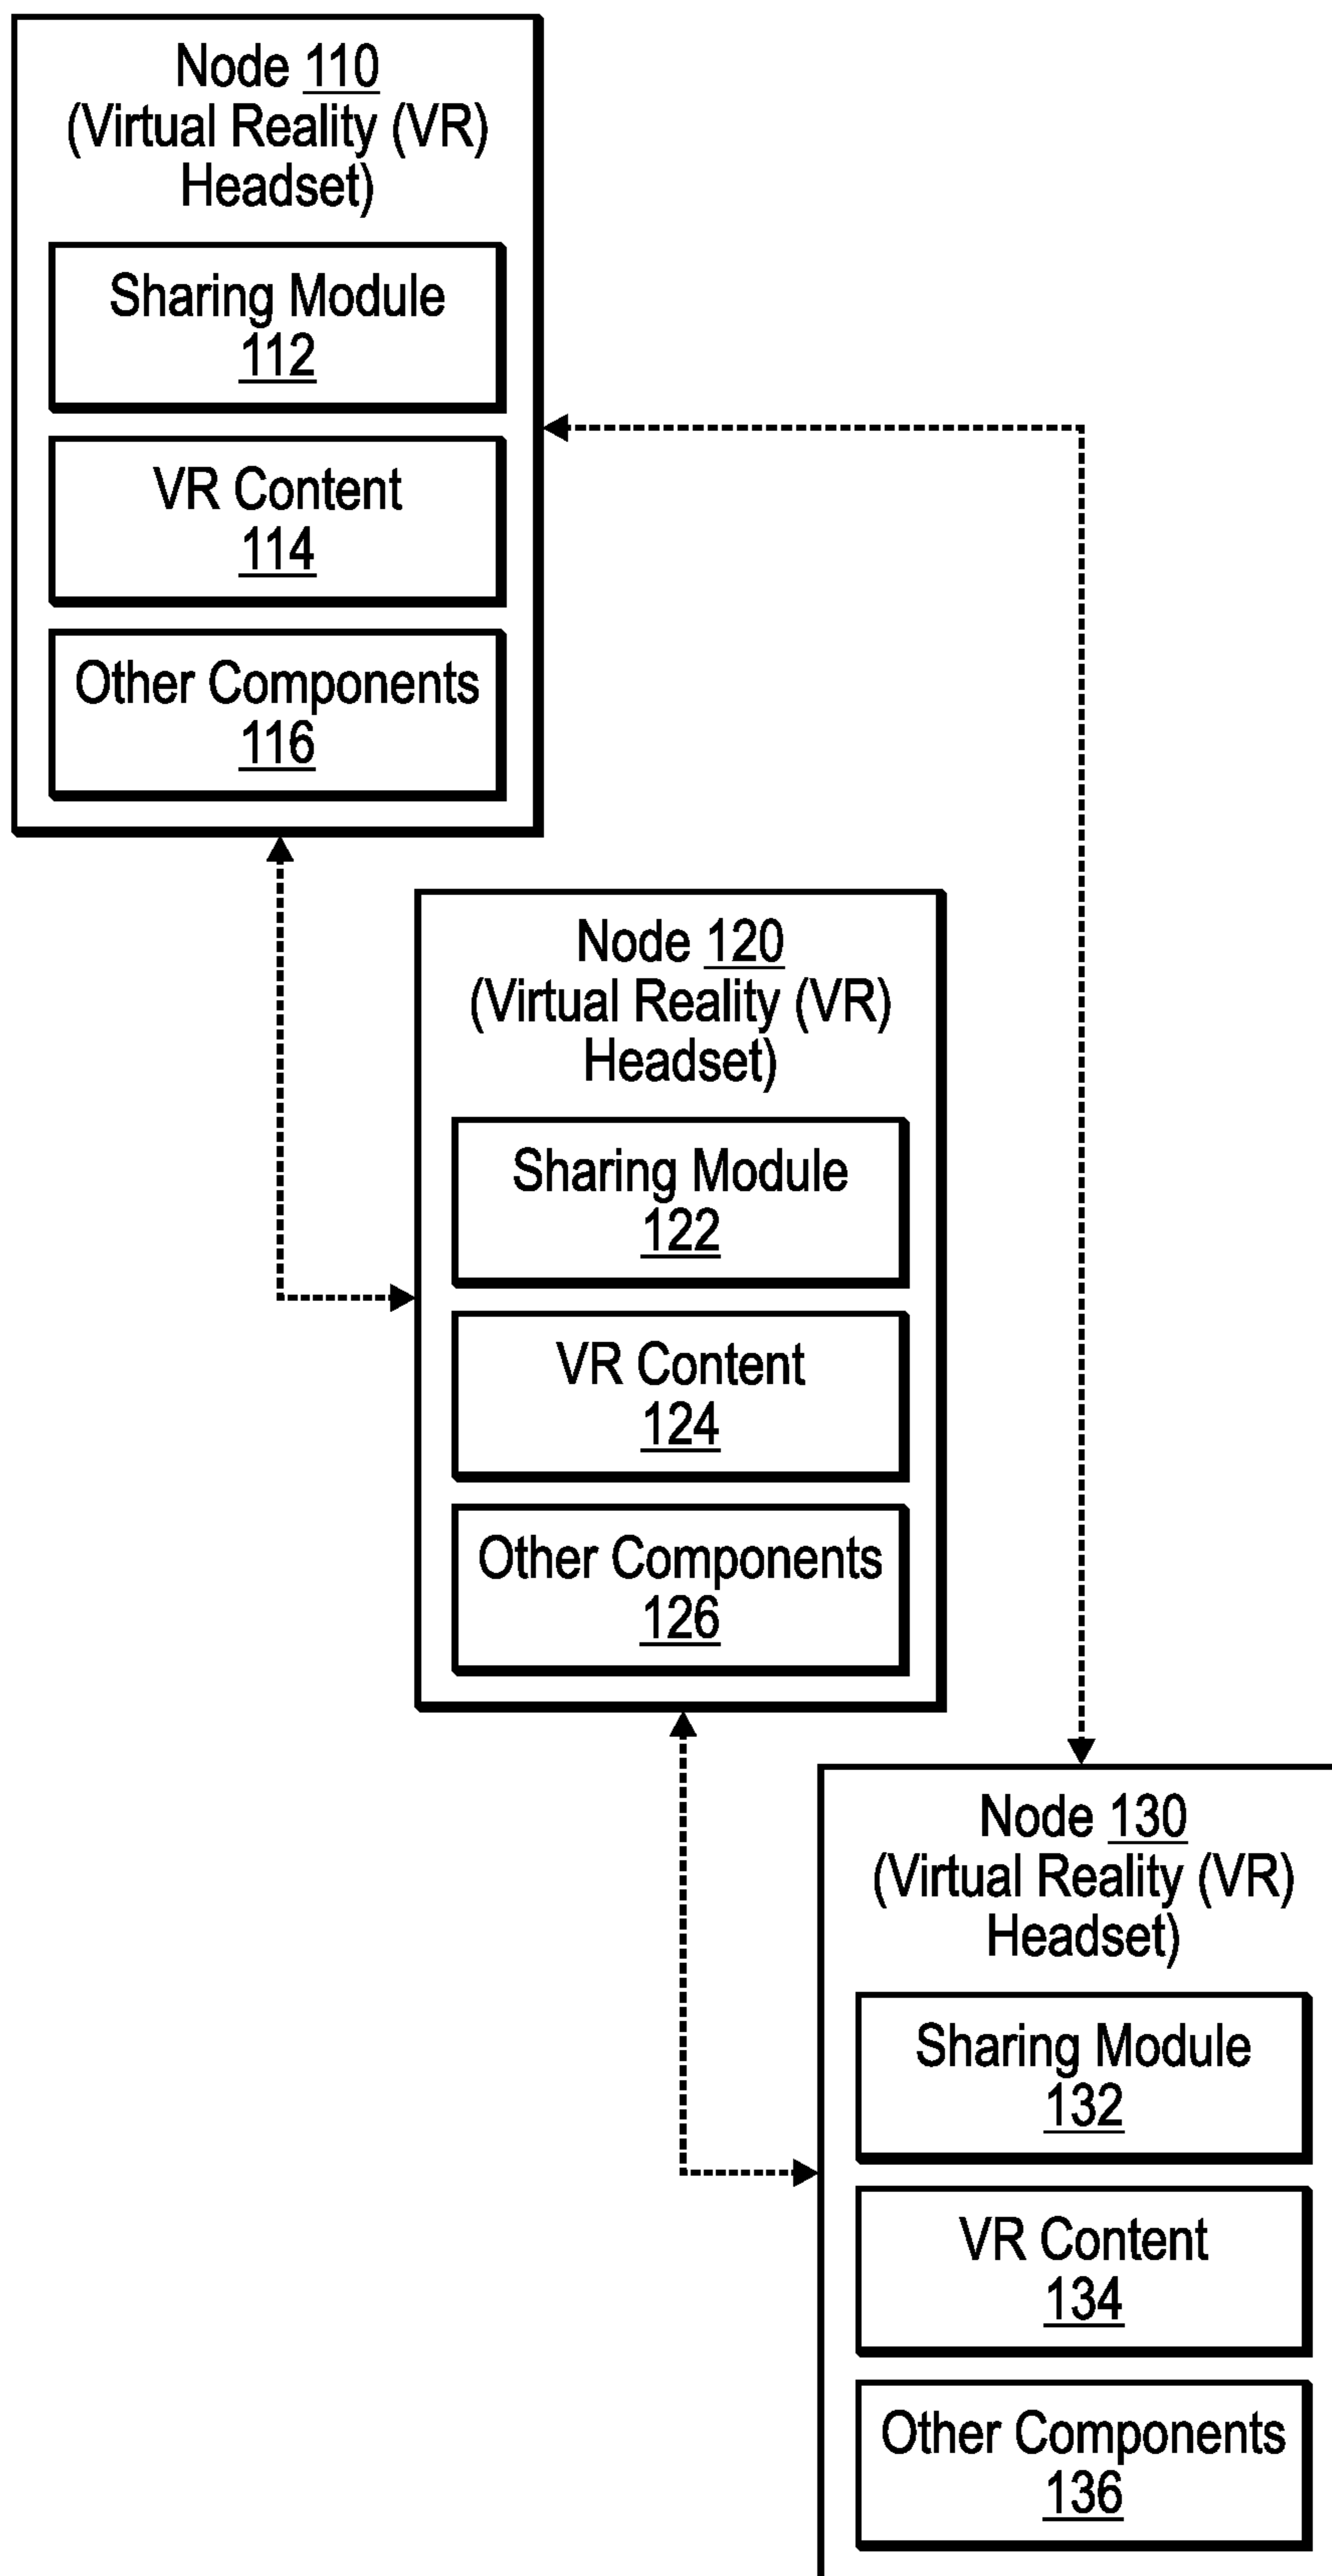 Node 110
(Virtual Reality (VR)
Headset)
Sharing Module
112
VR Content
114
Other Components
116
Node 120
(Virtual Reality (VR)
Headset)
Sharing Module
122
VR Content
124
Other Components
126
Node 130
(Virtual Reality (VR)
Headset)
Sharing Module
132
VR Content
134
Other Components
136